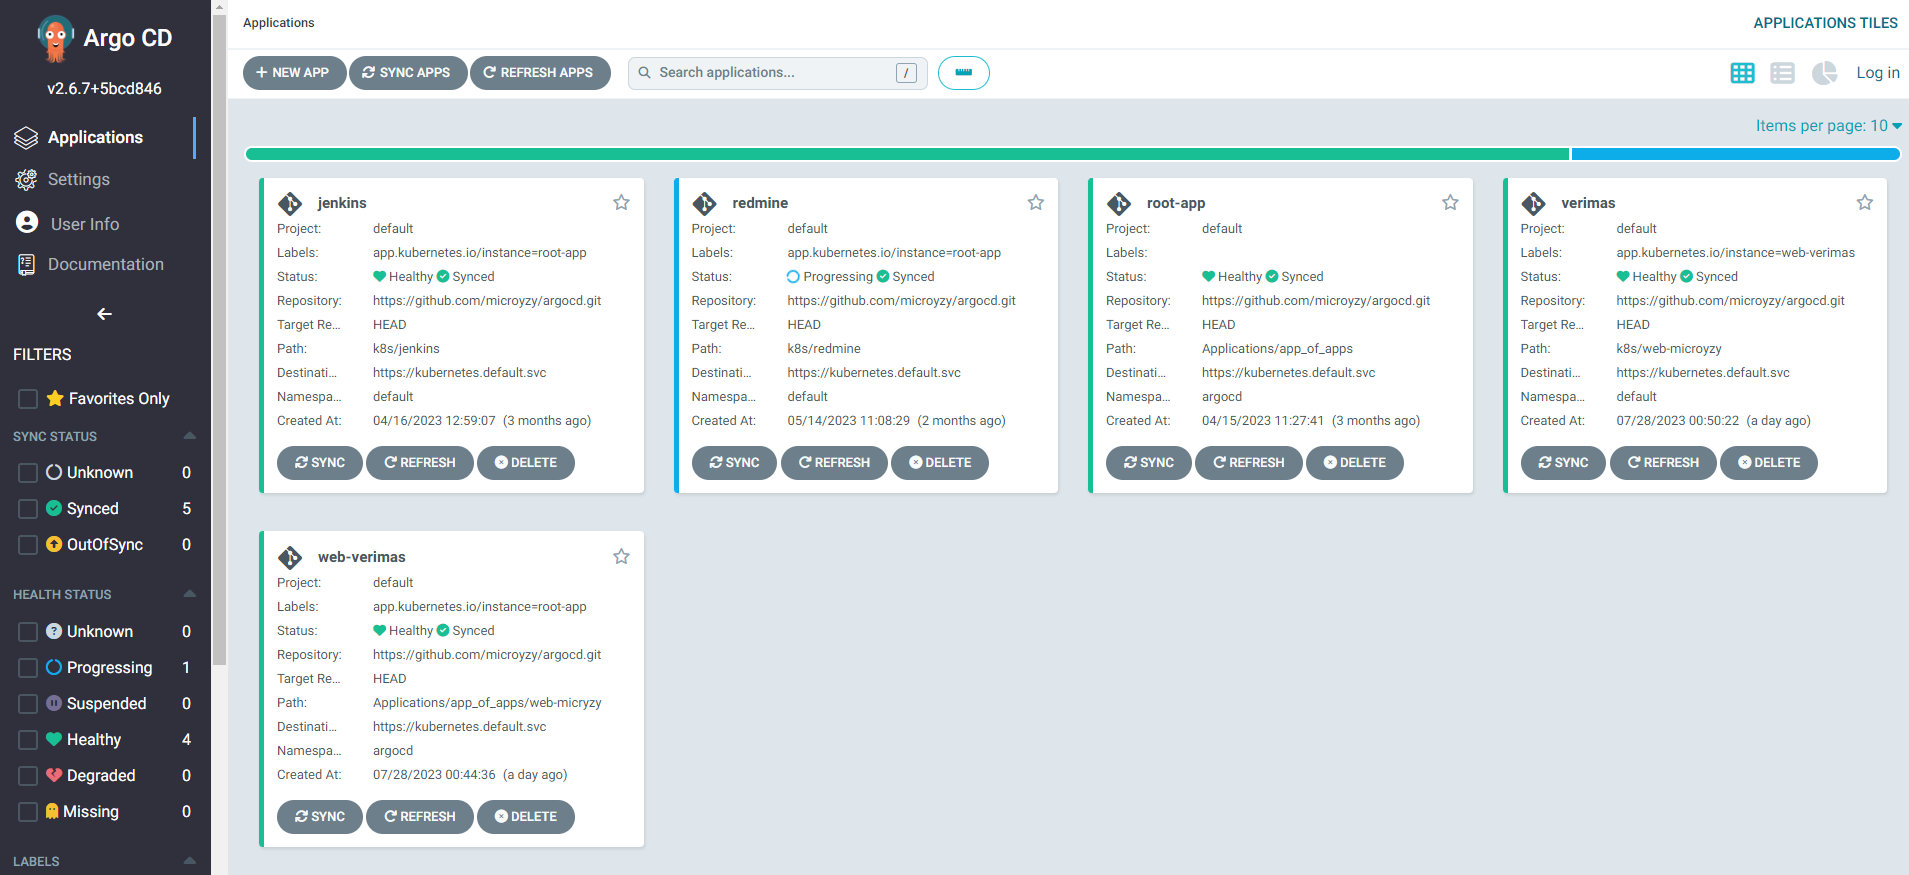 Argo CD
v2.6.7+5bcd846
Applications
Settings
User Info
Documentation
FILTERS
Favorites Only
SYNC STATUS
Unknown 0
Synced 5
OutOfSync 0
HEALTH STATUS
Unknown 0
Progressing 1
Suspended 0
Healthy 4
Degraded 0
Missing 0
LABELS
Applications
APPLICATIONS TILES
NEW APP SYNC APPS REFRESH APPS Search applications... / Log in
Items per page: 10
jenkins
Project: default
Labels: app.kubernetes.io/instance=root-app
Status: Healthy Synced
Repository: https://github.com/microyzy/argocd.git
Target Re... HEAD
Path: k8s/jenkins
Destinati... https://kubernetes.default.svc
Namespa... default
Created At: 04/16/2023 12:59:07 (3 months ago)
SYNC REFRESH DELETE
redmine
Project: default
Labels: app.kubernetes.io/instance=root-app
Status: Progressing Synced
Repository: https://github.com/microyzy/argocd.git
Target Re... HEAD
Path: k8s/redmine
Destinati... https://kubernetes.default.svc
Namespa... default
Created At: 05/14/2023 11:08:29 (2 months ago)
SYNC REFRESH DELETE
root-app
Project: default
Labels:
Status: Healthy Synced
Repository: https://github.com/microyzy/argocd.git
Target Re... HEAD
Path: Applications/app_of_apps
Destinati... https://kubernetes.default.svc
Namespa... argocd
Created At: 04/15/2023 11:27:41 (3 months ago)
SYNC REFRESH DELETE
verimas
Project: default
Labels: app.kubernetes.io/instance=web-verimas
Status: Healthy Synced
Repository: https://github.com/microyzy/argocd.git
Target Re... HEAD
Path: k8s/web-microyzy
Destinati... https://kubernetes.default.svc
Namespa... default
Created At: 07/28/2023 00:50:22 (a day ago)
SYNC REFRESH DELETE
web-verimas
Project: default
Labels: app.kubernetes.io/instance=root-app
Status: Healthy Synced
Repository: https://github.com/microyzy/argocd.git
Target Re... HEAD
Path: Applications/app_of_apps/web-micryzy
Destinati... https://kubernetes.default.svc
Namespa... argocd
Created At: 07/28/2023 00:44:36 (a day ago)
SYNC REFRESH DELETE